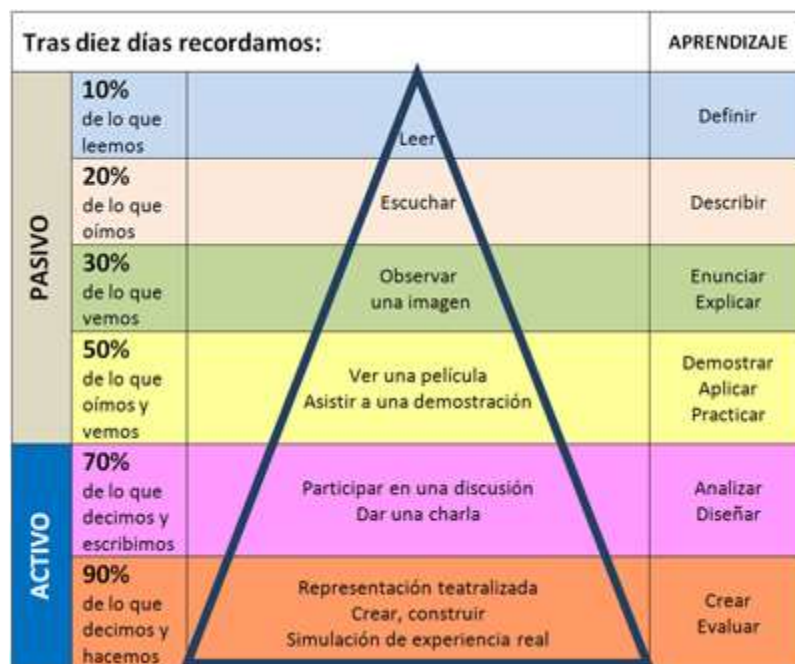 Tras diez días recordamos:
APRENDIZAJE
PASIVO
10%
de lo que
leemos
Leer
Definir
20%
de lo que
oímos
Escuchar
Describir
30%
de lo que
vemos
Observar
una imagen
Enunciar
Explicar
50%
de lo que
oímos y
vemos
Ver una película
Asistir a una demostración
Demostrar
Aplicar
Practicar
ACTIVO
70%
de lo que
decimos y
escribimos
Participar en una discusión
Dar una charla
Analizar
Diseñar
90%
de lo que
decimos y
hacemos
Representación teatralizada
Crear, construir
Simulación de experiencia real
Crear
Evaluar